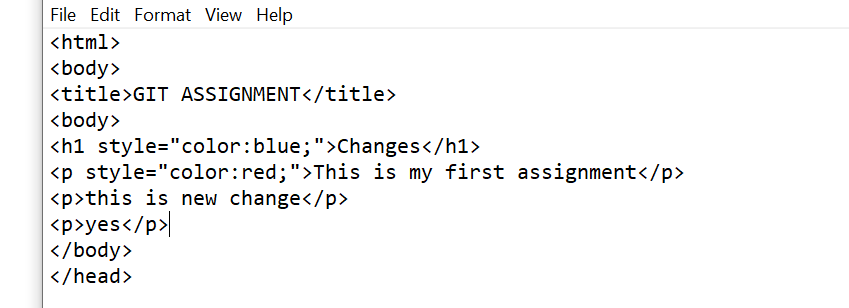 File Edit Format View Help
<html>
<body>
<title>GIT ASSIGNMENT</title>
<body>
<h1 style="color:blue;">Changes</h1>
<p style="color:red;">This is my first assignment</p>
<p>this is new change</p>
<p>yes</p>
</body>
</head>